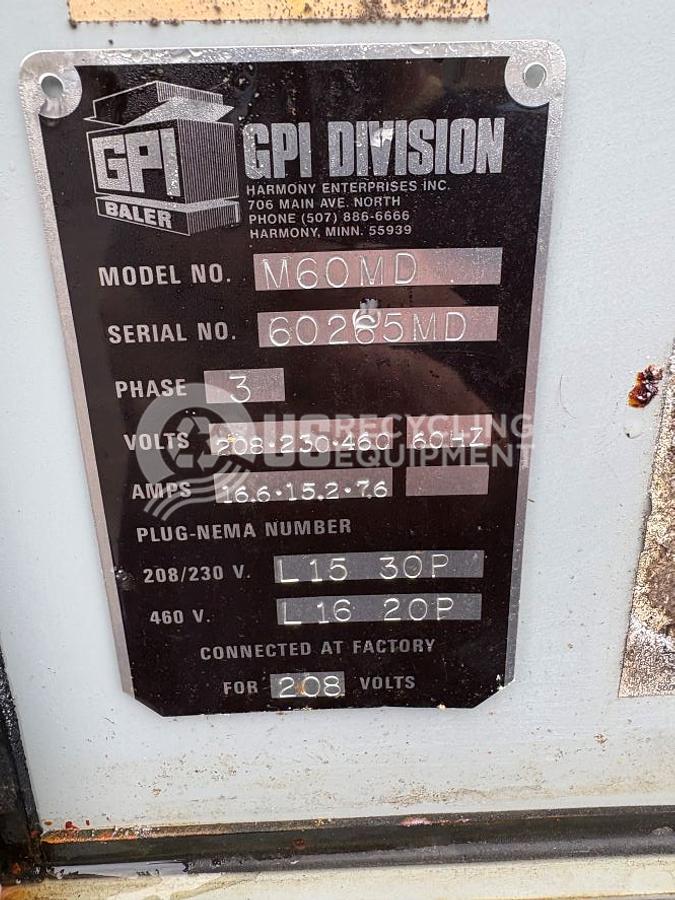 GPI
BALER
GPI DIVISION
HARMONY ENTERPRISES INC.
706 MAIN AVE. NORTH
PHONE (507) 886-6666
HARMONY, MINN. 55939
MODEL NO. M60MD
SERIAL NO. 60265MD
PHASE 3
VOLTS 208·230·460 60HZ
AMPS 16.6·15.2·7.6
PLUG-NEMA NUMBER
208/230 V. L15 30P
460 V. L16 20P
CONNECTED AT FACTORY
FOR 208 VOLTS
US RECYCLING
EQUIPMENT